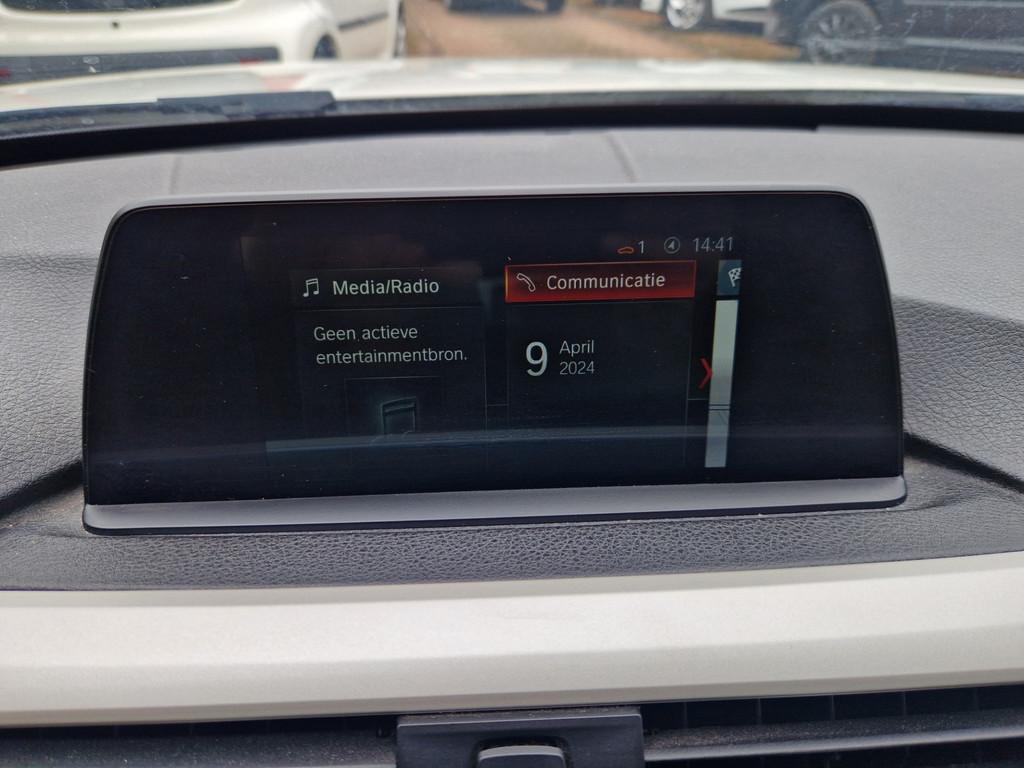 1 14:41
Media/Radio
Communicatie
Geen actieve
entertainmentbron.
9 April
2024